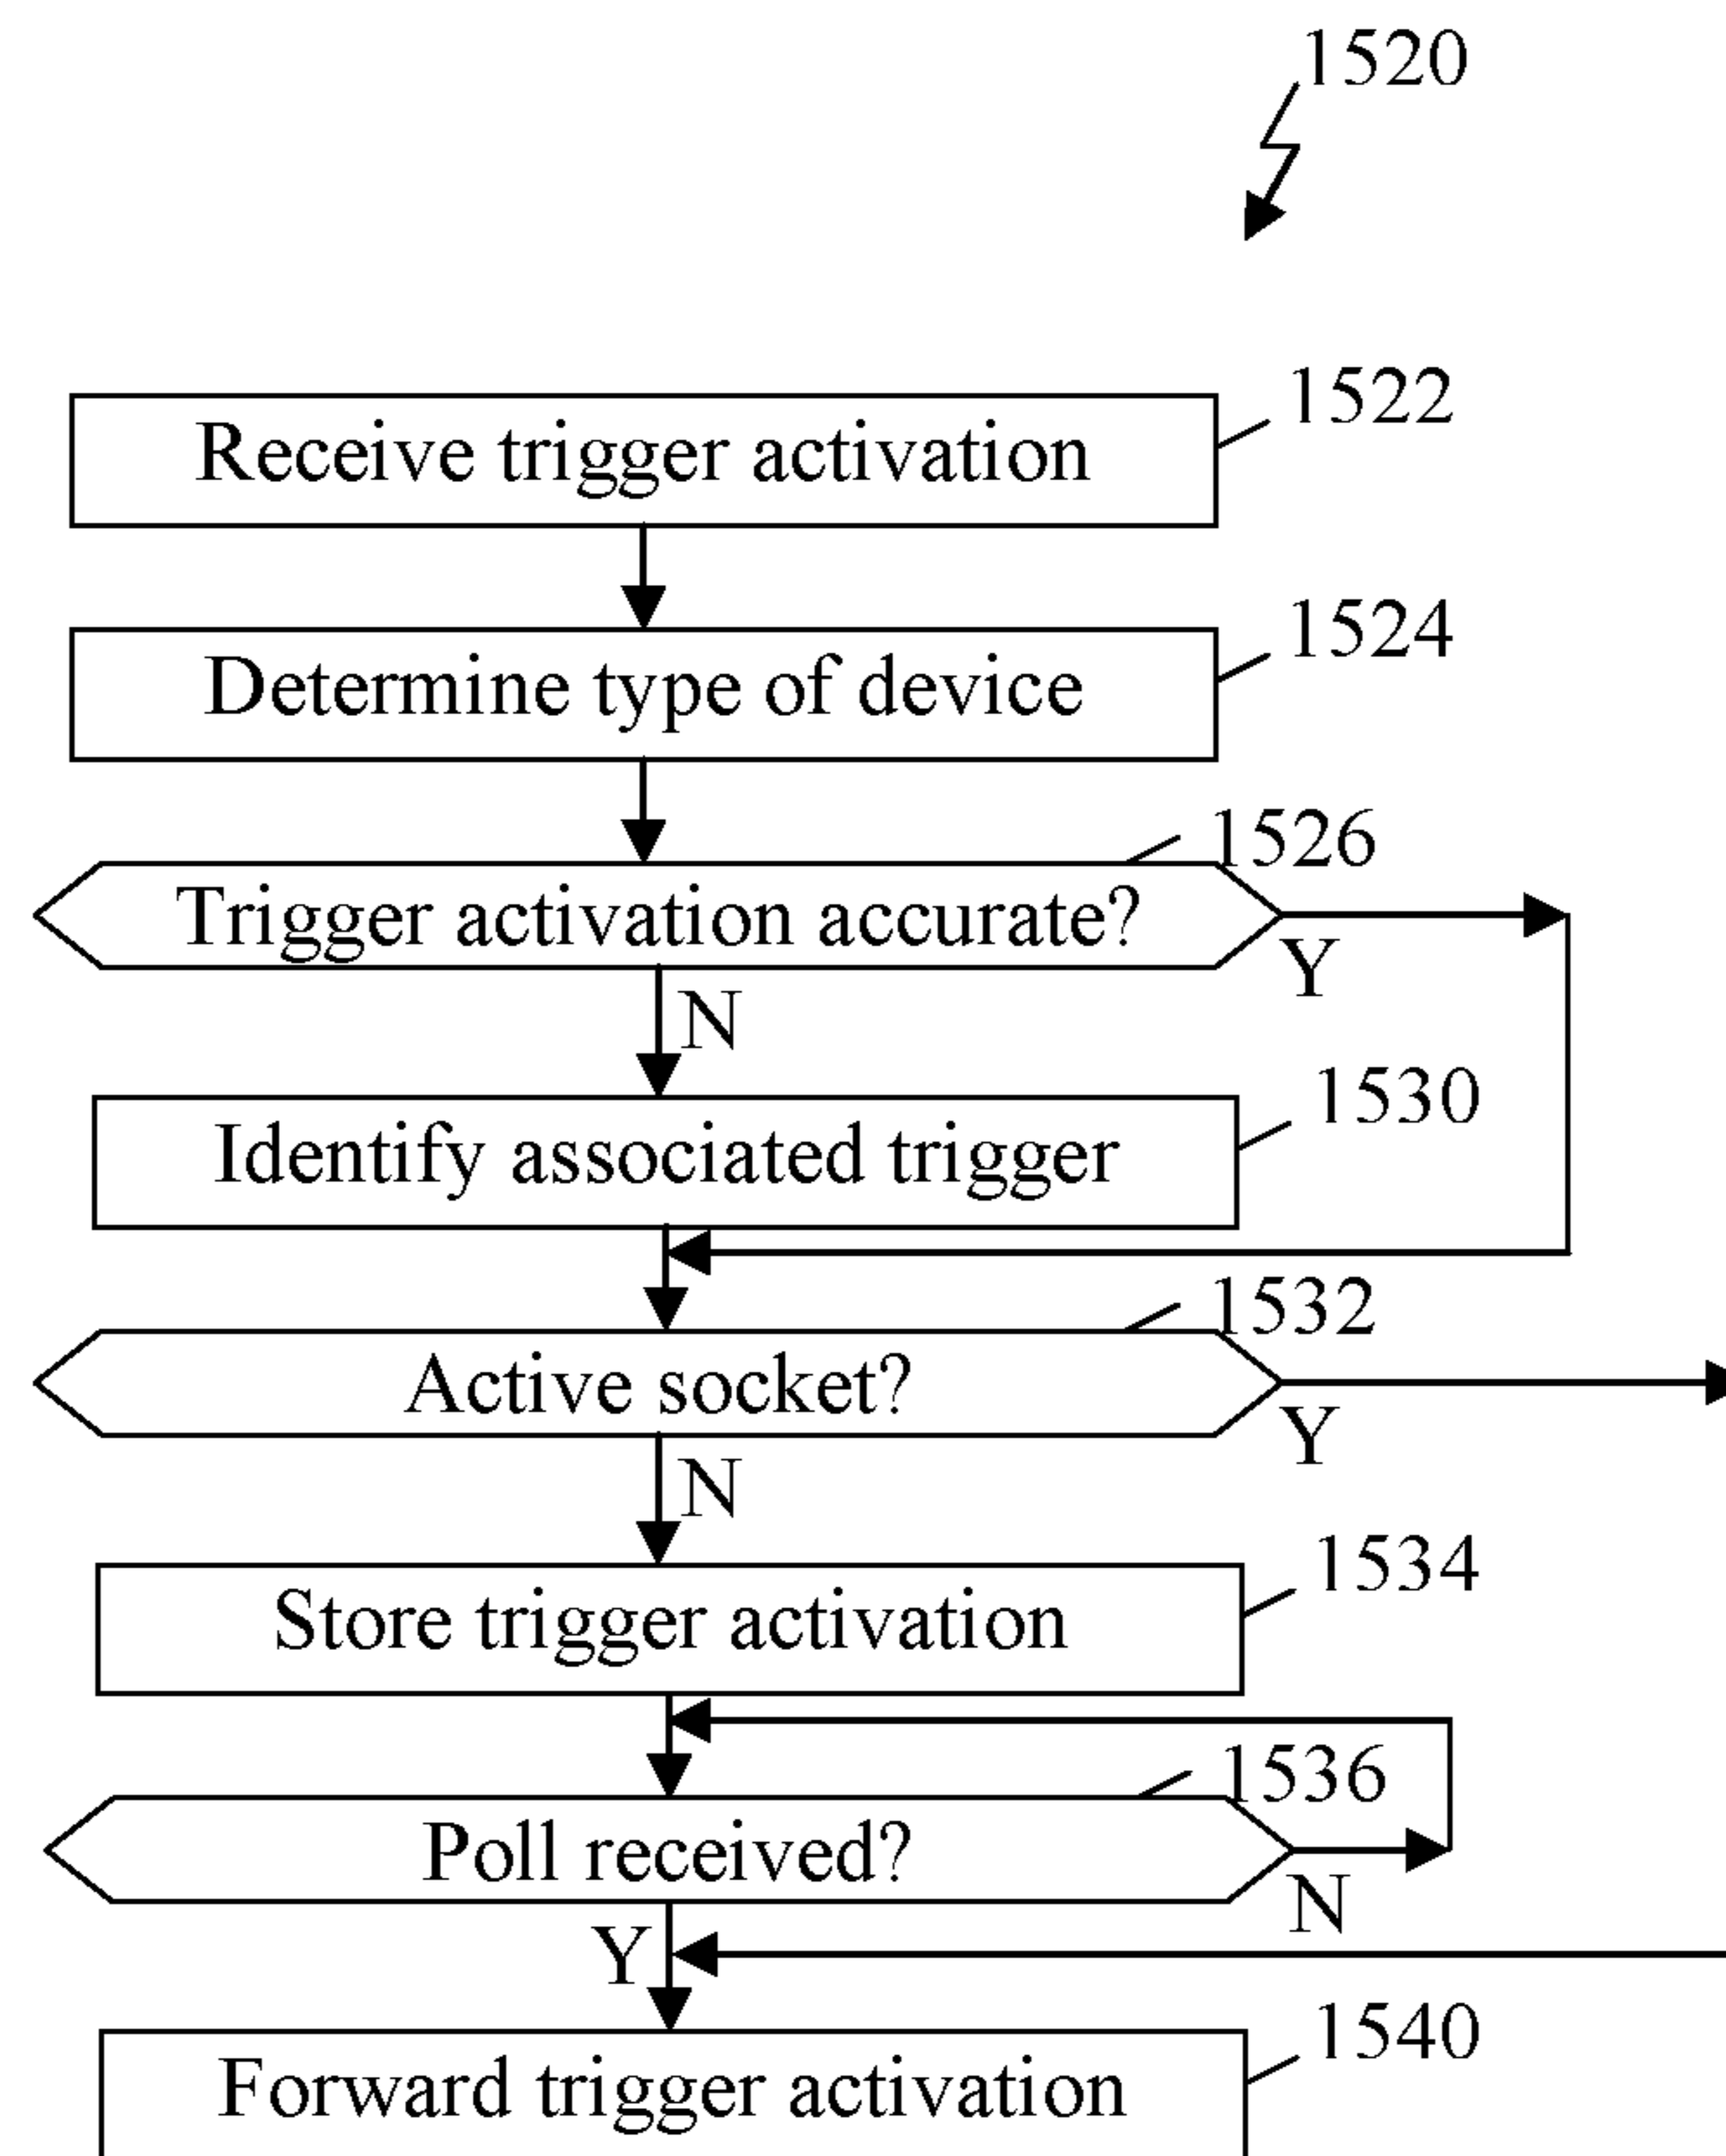 1520
1522
Receive trigger activation
1524
Determine type of device
1526
Trigger activation accurate?
Y
N
1530
Identify associated trigger
1532
Active socket?
Y
N
1534
Store trigger activation
1536
Poll received?
N
Y
1540
Forward trigger activation